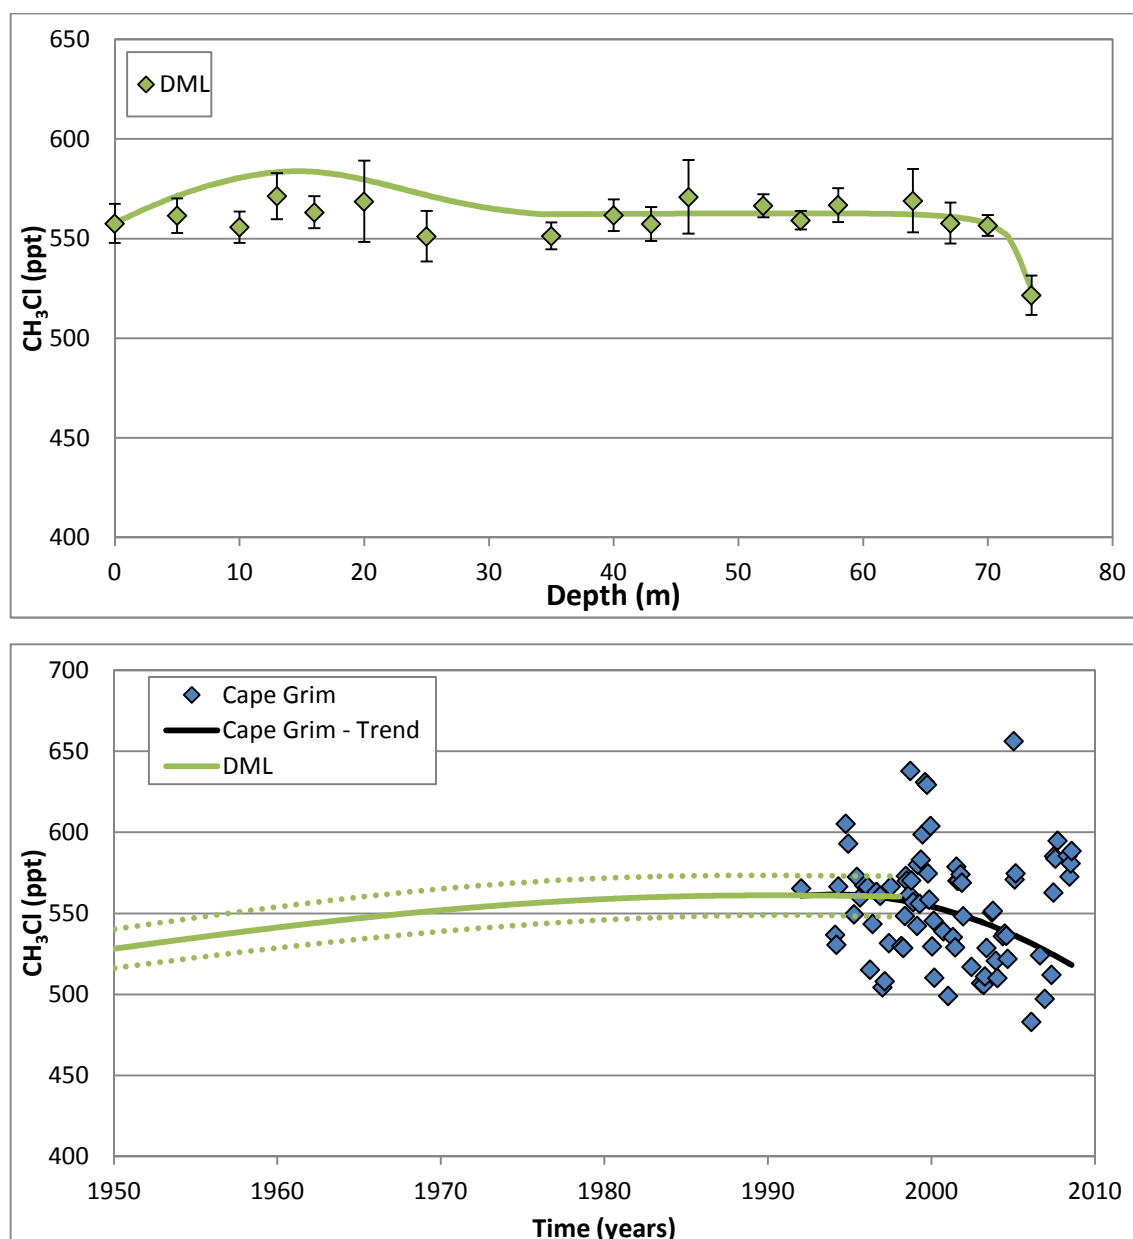 650
600
550
500
450
400
CH₃Cl (ppt)
DML
0 10 20 30 40 50 60 70 80
Depth (m)
700
650
600
550
500
450
400
CH₃Cl (ppt)
Cape Grim
Cape Grim - Trend
DML
1950 1960 1970 1980 1990 2000 2010
Time (years)